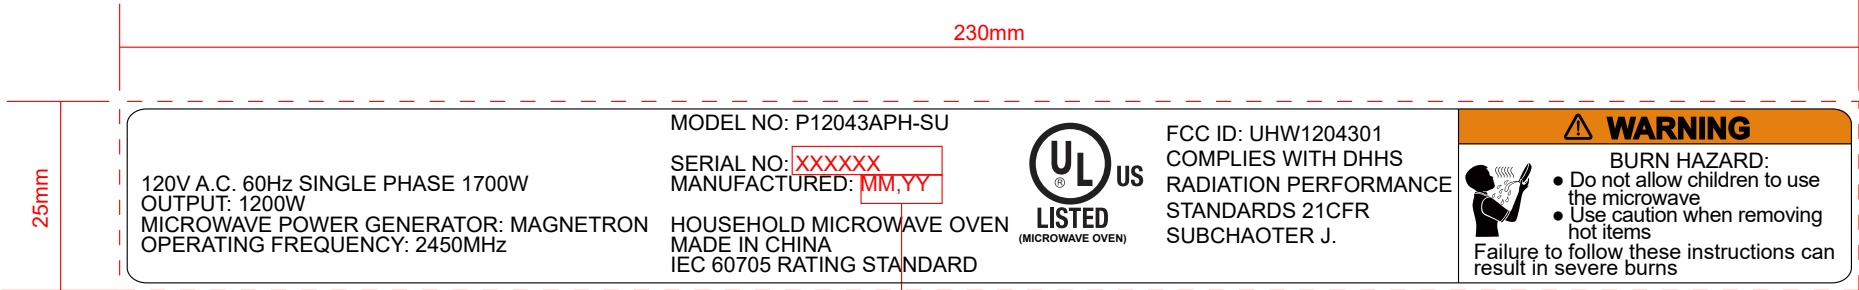 230mm
25mm
120V A.C. 60Hz SINGLE PHASE 1700W
OUTPUT: 1200W
MICROWAVE POWER GENERATOR: MAGNETRON
OPERATING FREQUENCY: 2450MHz
MODEL NO: P12043APH-SU
SERIAL NO: XXXXXX
MANUFACTURED: MM,YY
HOUSEHOLD MICROWAVE OVEN
MADE IN CHINA
IEC 60705 RATING STANDARD
UL ® US
LISTED
(MICROWAVE OVEN)
FCC ID: UHW1204301
COMPLIES WITH DHHS
RADIATION PERFORMANCE
STANDARDS 21CFR
SUBCHAOTER J.
⚠ WARNING
BURN HAZARD:
● Do not allow children to use
the microwave
● Use caution when removing
hot items
Failure to follow these instructions can
result in severe burns